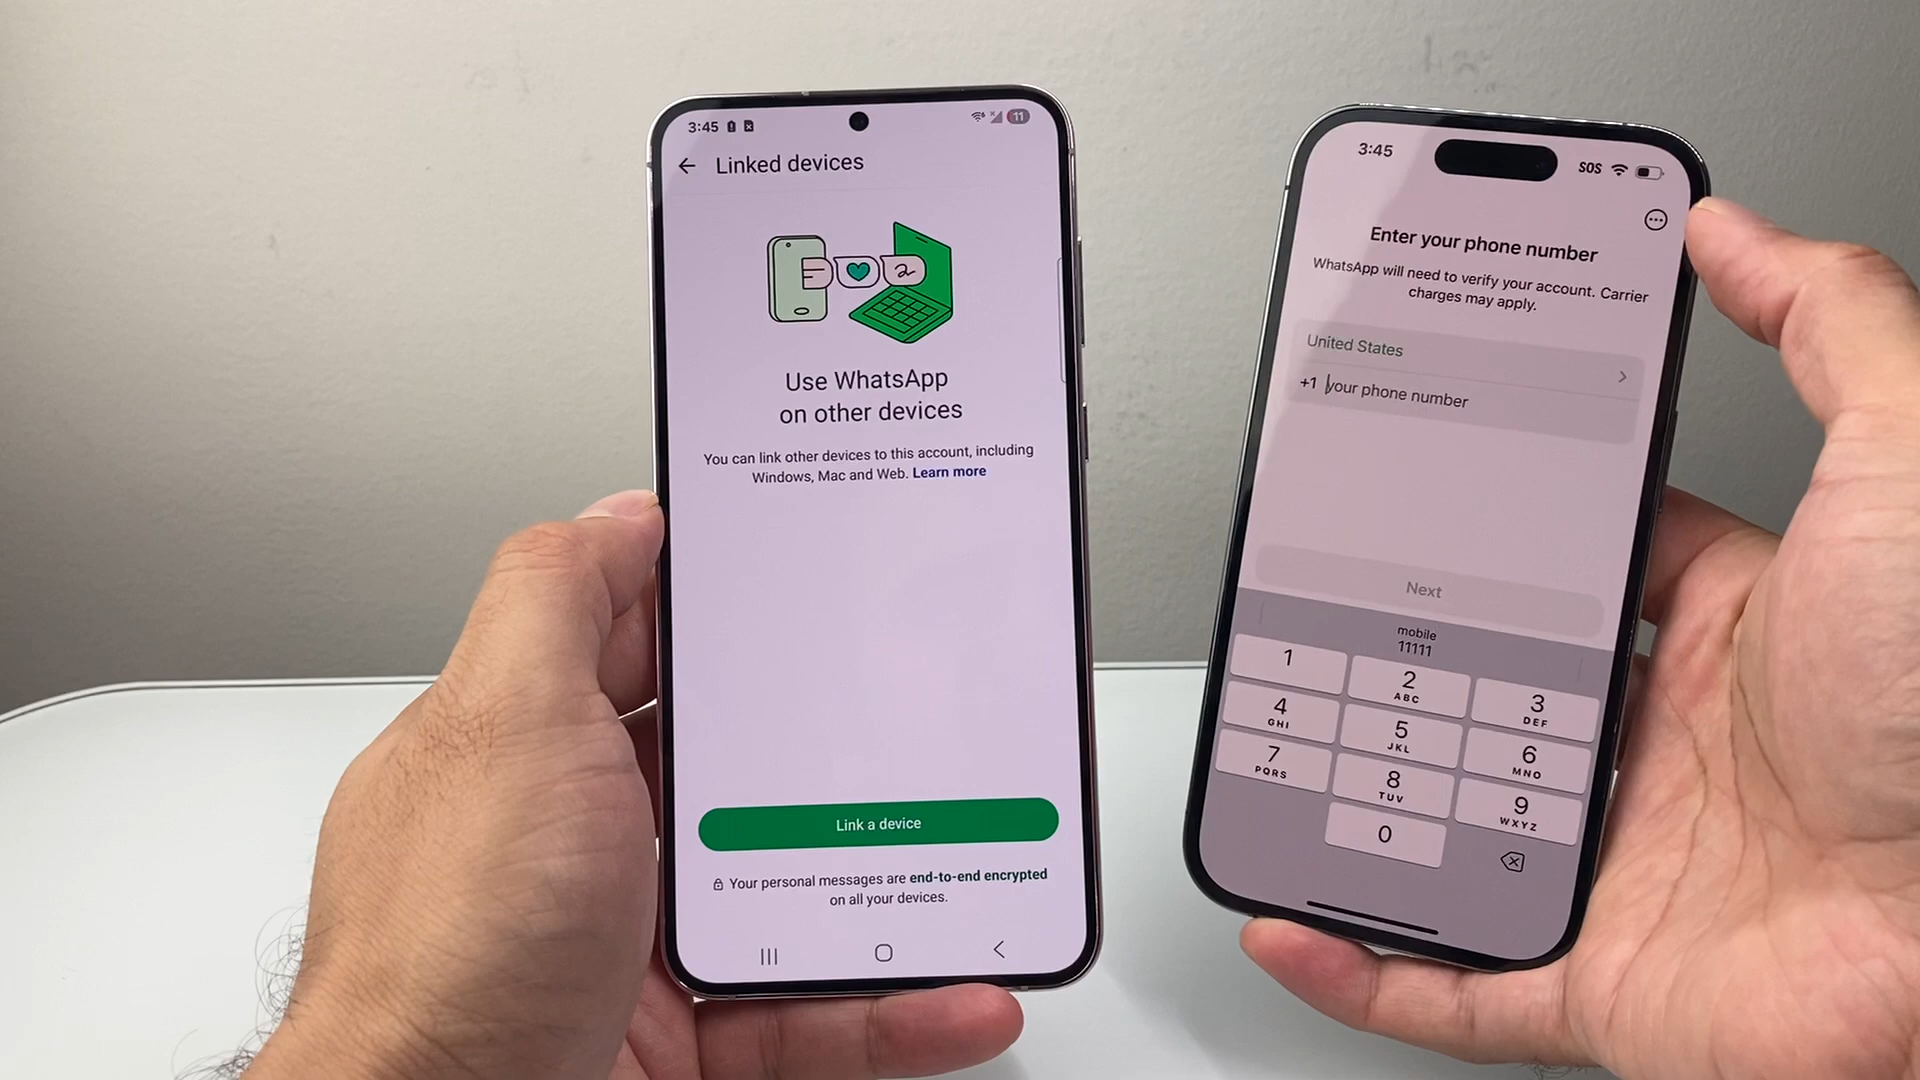 3:45
11
Linked devices
Use WhatsApp
on other devices
You can link other devices to this account, including
Windows, Mac and Web. Learn more
Link a device
Your personal messages are end-to-end encrypted
on all your devices.
3:45
SOS
Enter your phone number
WhatsApp will need to verify your account. Carrier
charges may apply.
United States
+1 your phone number
Next
mobile
11111
1
2
ABC
3
DEF
4
GHI
5
JKL
6
MNO
7
PQRS
8
TUV
9
WXYZ
0